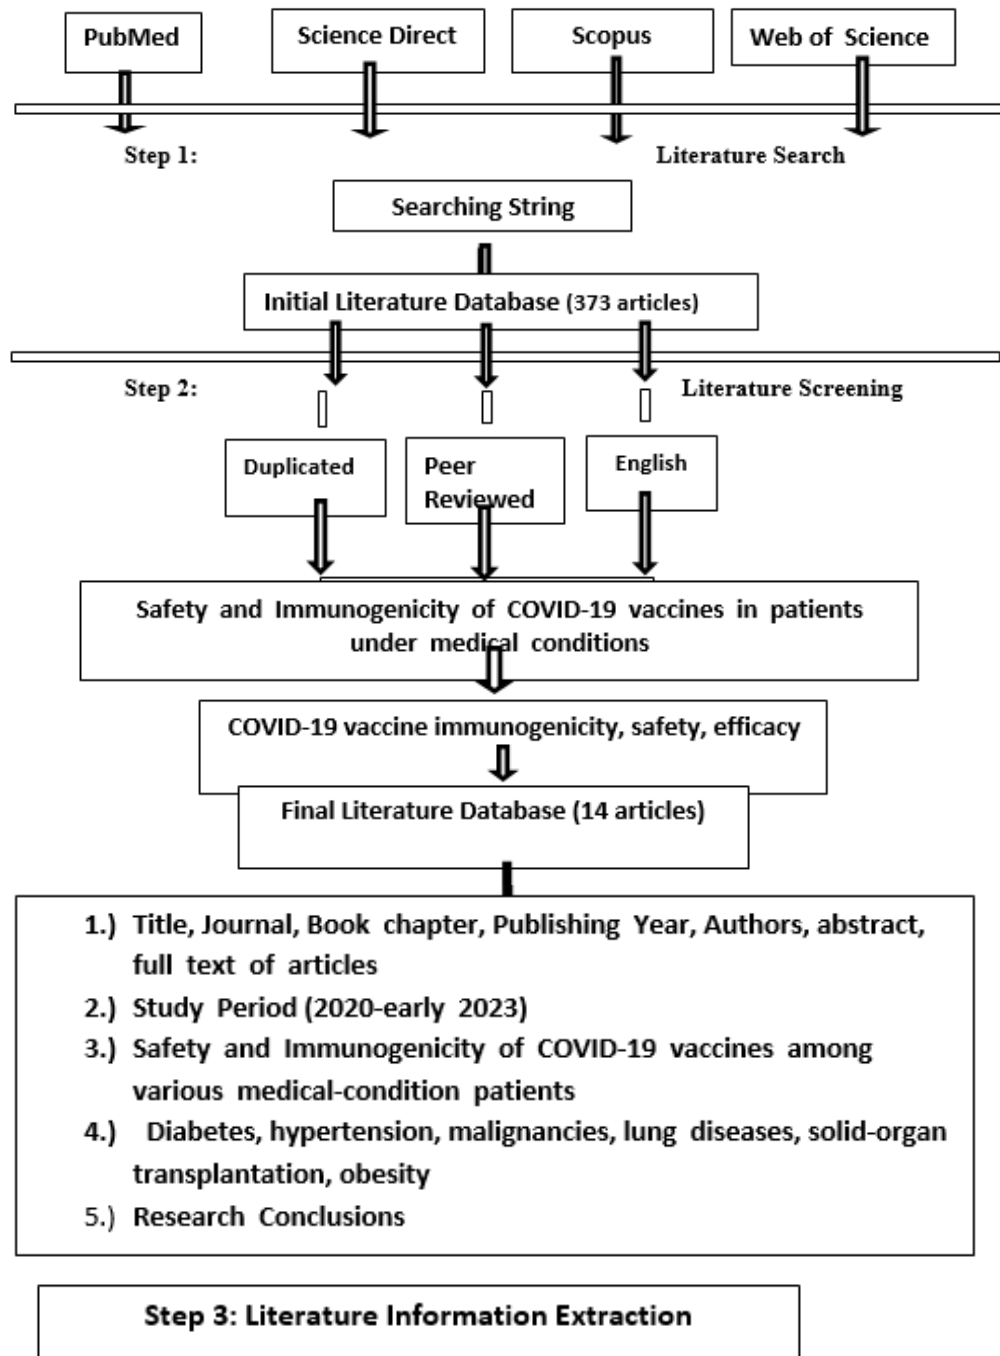 PubMed
Science Direct
Scopus
Web of Science
Step 1:
Literature Search
Searching String
Initial Literature Database (373 articles)
Step 2:
Literature Screening
Duplicated
Peer
Reviewed
English
Safety and Immunogenicity of COVID-19 vaccines in patients
under medical conditions
COVID-19 vaccine immunogenicity, safety, efficacy
Final Literature Database (14 articles)
1.) Title, Journal, Book chapter, Publishing Year, Authors, abstract,
full text of articles
2.) Study Period (2020-early 2023)
3.) Safety and Immunogenicity of COVID-19 vaccines among
various medical-condition patients
4.) Diabetes, hypertension, malignancies, lung diseases, solid-organ
transplantation, obesity
5.) Research Conclusions
Step 3: Literature Information Extraction